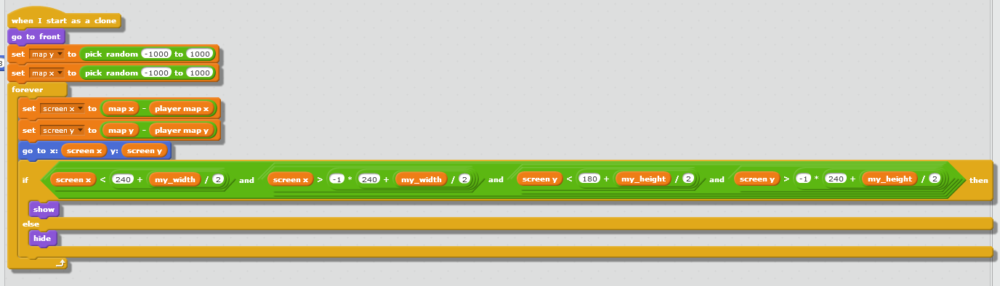 when I start as a clone
go to front
set map y to pick random -1000 to 1000
3
set map x to pick random -1000 to 1000
forever
set screen x to map x - player map x
set screen y to map y - player map y
go to x: screen x y: screen y
if screen x < 240 + my_width / 2 and screen x > -1 * 240 + my_width / 2 and screen y < 180 + my_height / 2 and screen y > -1 * 240 + my_height / 2 then
show
else
hide